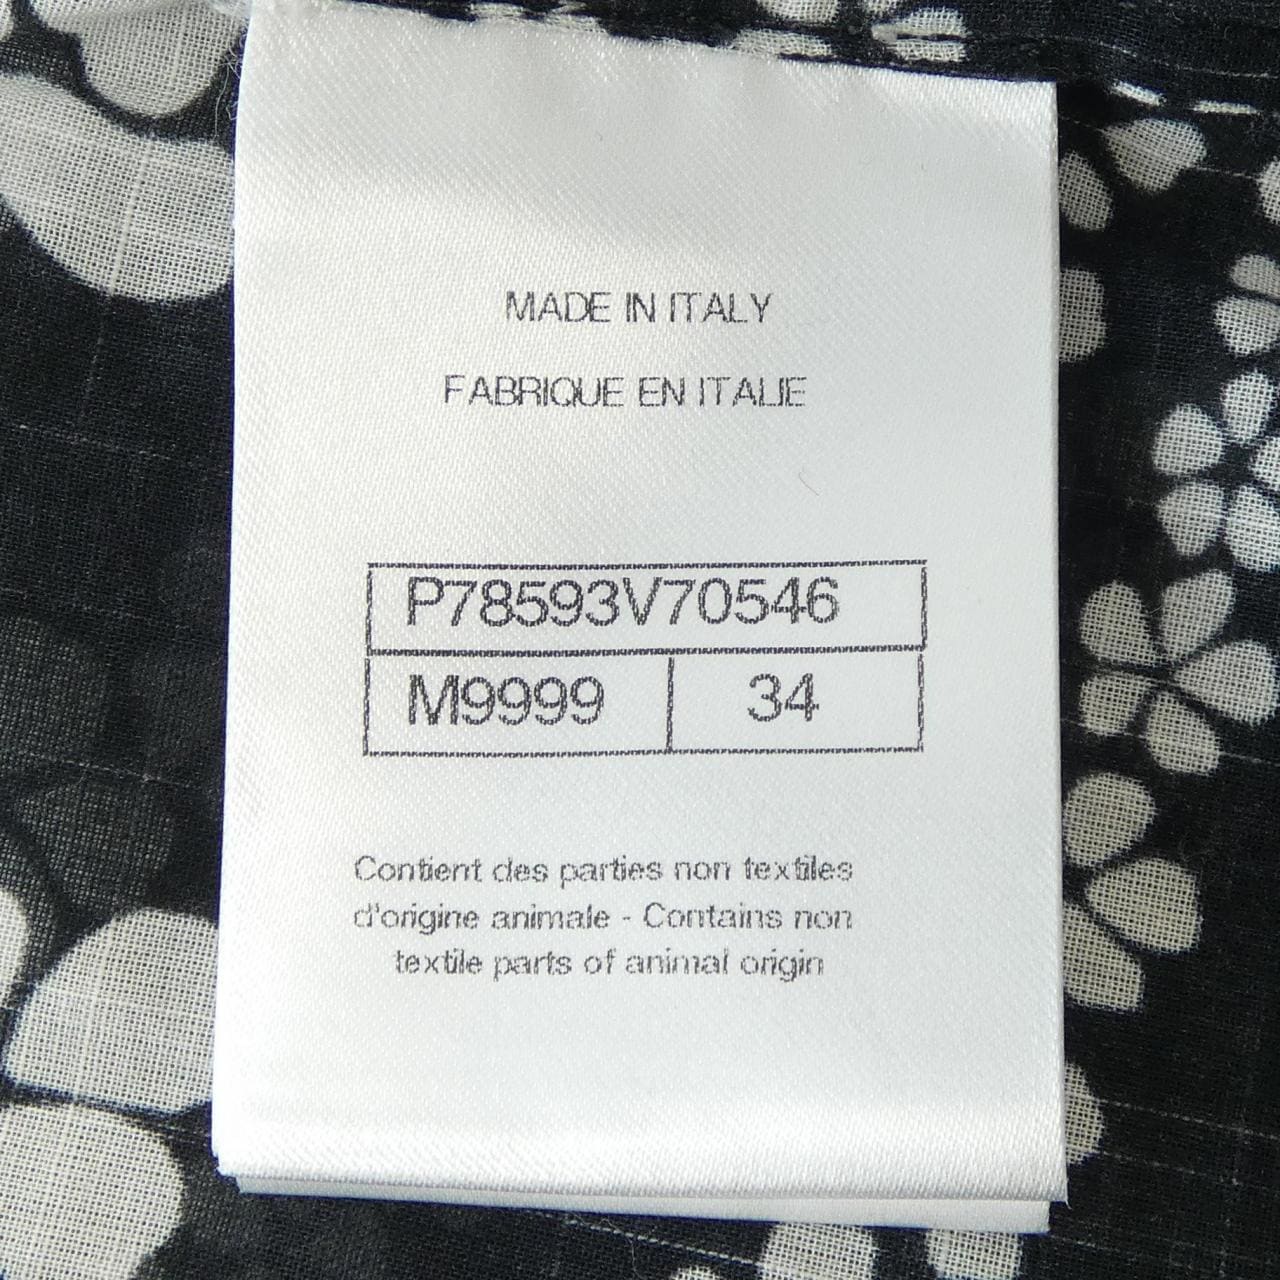 MADE IN ITALY
FABRIQUE EN ITALIE
P78593V70546
M9999 34
Contient des parties non textiles
d'origine animale - Contains non
textile parts of animal origin